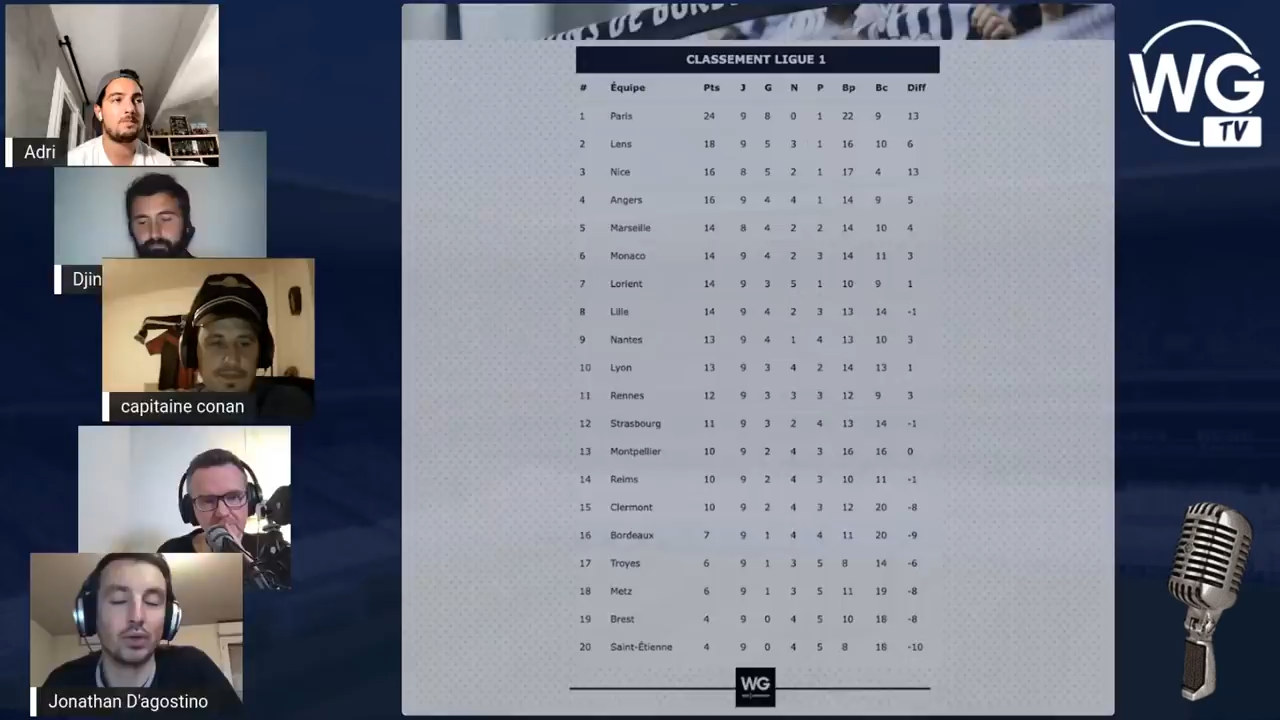 Adri
Djin
capitaine conan
Jonathan D'agostino
WG
TV
CLASSEMENT LIGUE 1
# Équipe Pts J G N P Bp Bc Diff
1 Paris 24 9 8 0 1 22 9 13
2 Lens 18 9 5 3 1 16 10 6
3 Nice 16 8 5 2 1 17 4 13
4 Angers 16 9 4 4 1 14 9 5
5 Marseille 14 8 4 2 2 14 10 4
6 Monaco 14 9 4 2 3 14 11 3
7 Lorient 14 9 3 5 1 10 9 1
8 Lille 14 9 4 2 3 13 14 -1
9 Nantes 13 9 4 1 4 13 10 3
10 Lyon 13 9 3 4 2 14 13 1
11 Rennes 12 9 3 3 3 12 9 3
12 Strasbourg 11 9 3 2 4 13 14 -1
13 Montpellier 10 9 2 4 3 16 16 0
14 Reims 10 9 2 4 3 10 11 -1
15 Clermont 10 9 2 4 3 12 20 -8
16 Bordeaux 7 9 1 4 4 11 20 -9
17 Troyes 6 9 1 3 5 8 14 -6
18 Metz 6 9 1 3 5 11 19 -8
19 Brest 4 9 0 4 5 10 18 -8
20 Saint-Étienne 4 9 0 4 5 8 18 -10
WG